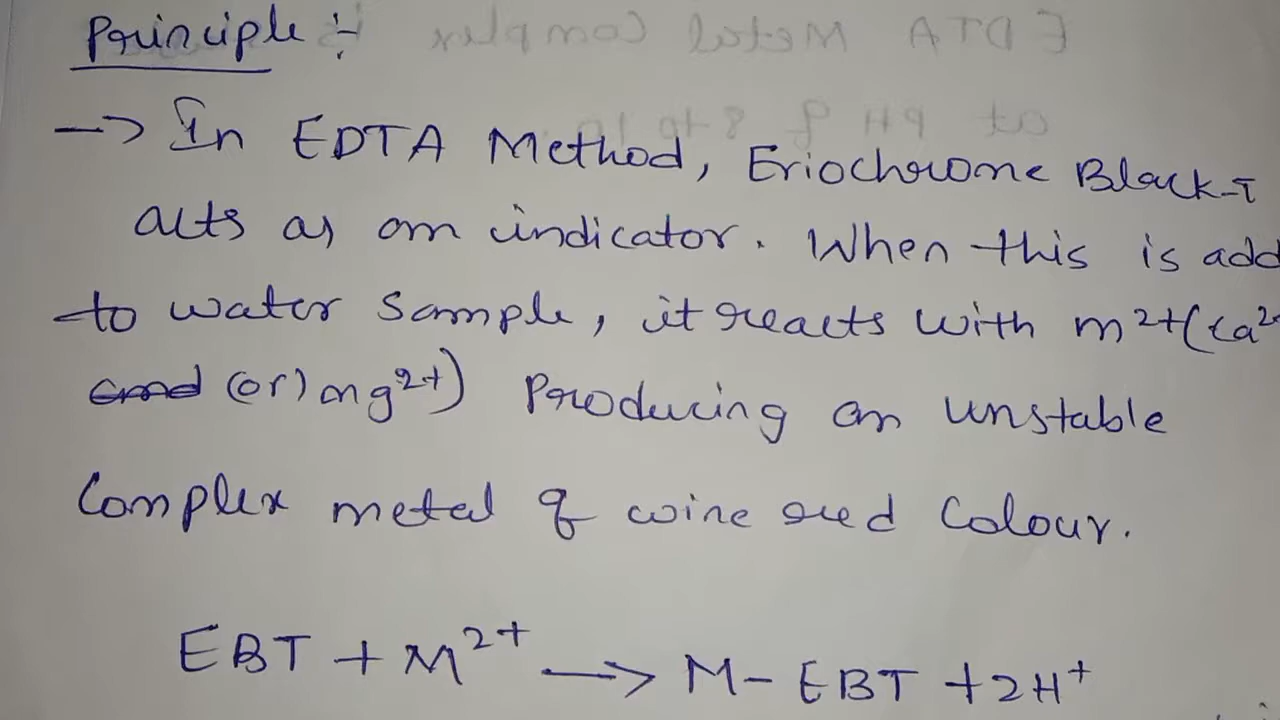 Principle :-
→ In EDTA Method, Eriochrome Black-T
acts as an indicator. When this is add
to water sample, it reacts with m²⁺(ca²⁺
(or) mg²⁺) Producing an unstable
Complex metal of wine red Colour.
EBT + M²⁺ → M- EBT + 2H⁺